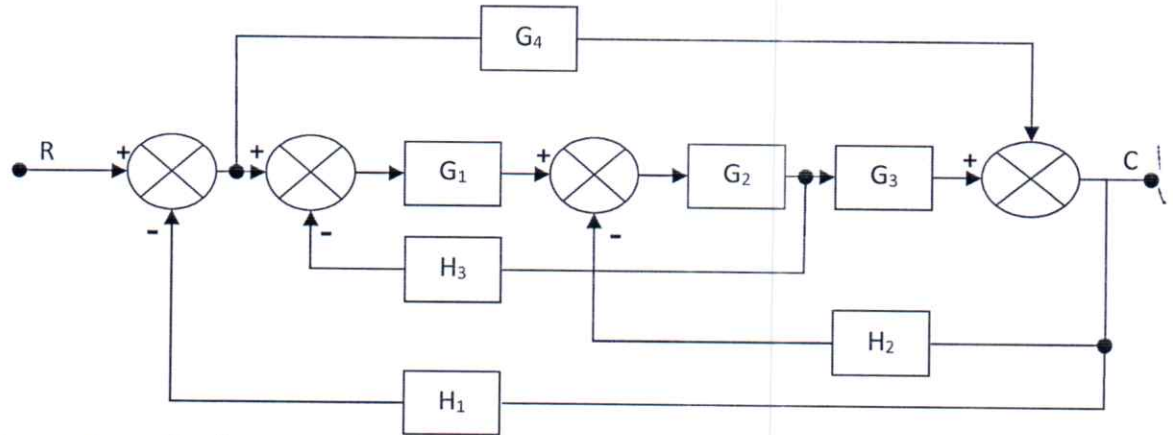 G₄
R + + G₁ + G₂ G₃ + C
- - H₃ -
H₂
H₁